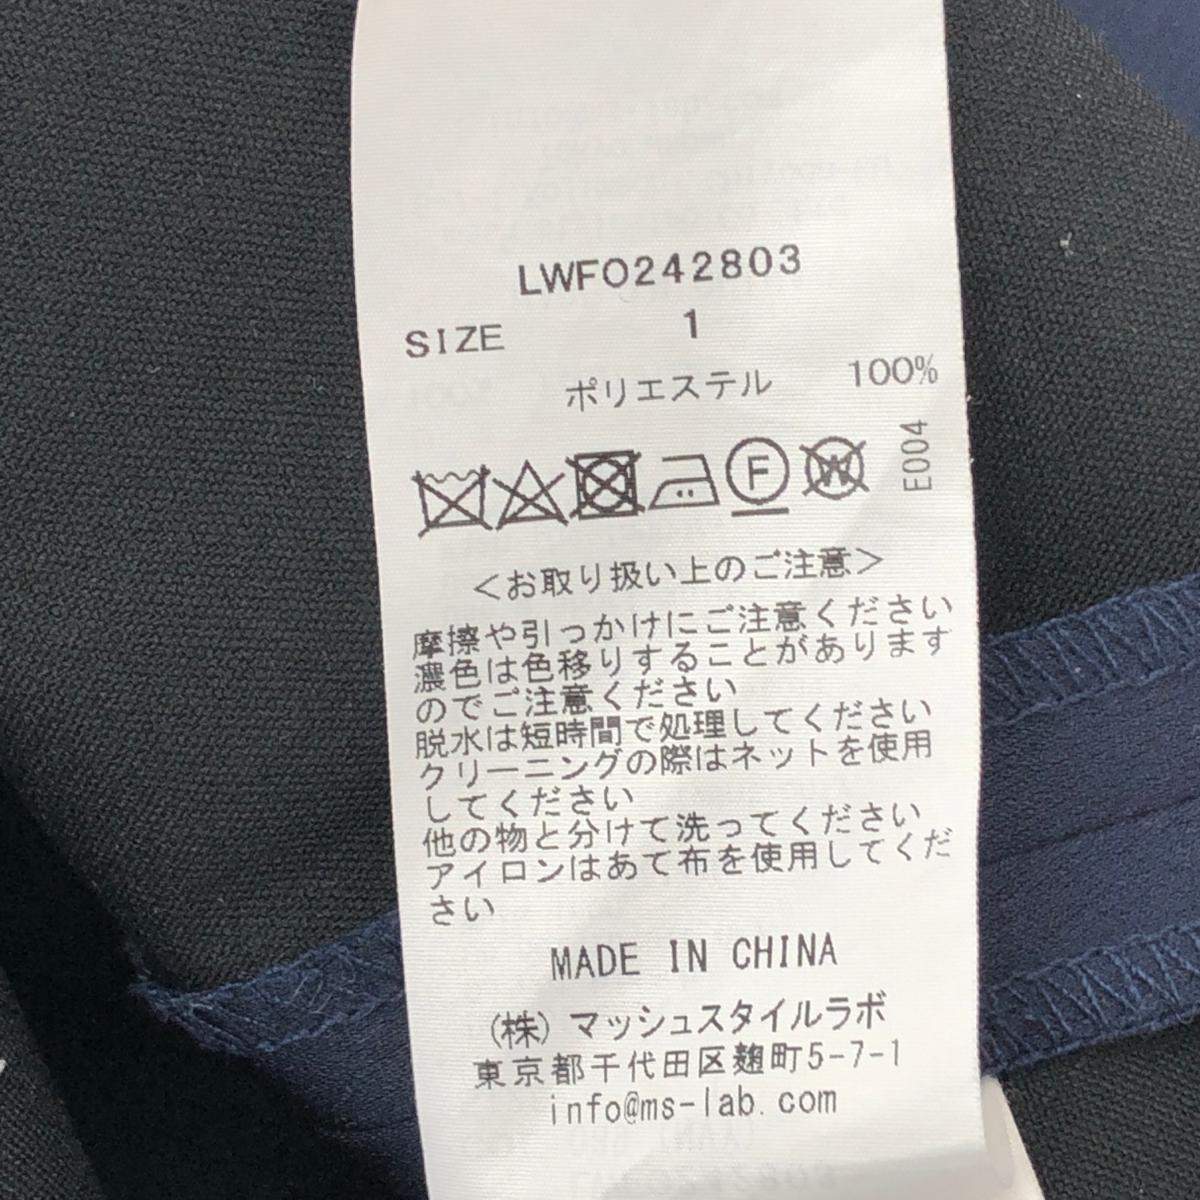 LWFO242803
SIZE 1
ポリエステル 100%
F W E004
＜お取り扱い上のご注意＞
摩擦や引っかけにご注意ください
濃色は色移りすることがあります
のでご注意ください
脱水は短時間で処理してください
クリーニングの際はネットを使用
してください
他の物と分けて洗ってください
アイロンはあて布を使用してくだ
さい
MADE IN CHINA
(株) マッシュスタイルラボ
東京都千代田区麹町5-7-1
info@ms-lab.com